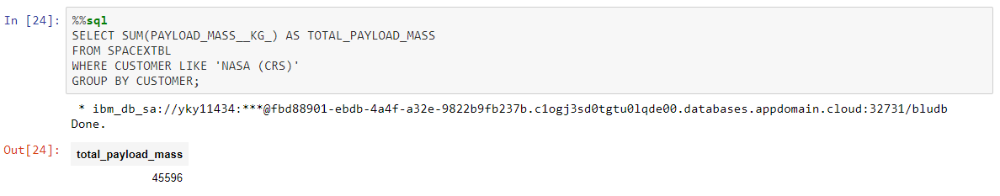 In [24]: %%sql
SELECT SUM(PAYLOAD_MASS__KG_) AS TOTAL_PAYLOAD_MASS
FROM SPACEXTBL
WHERE CUSTOMER LIKE 'NASA (CRS)'
GROUP BY CUSTOMER;
* ibm_db_sa://yky11434:***@fbd88901-ebdb-4a4f-a32e-9822b9fb237b.c1ogj3sd0tgtu0lqde00.databases.appdomain.cloud:32731/bludb
Done.
Out[24]: total_payload_mass
45596